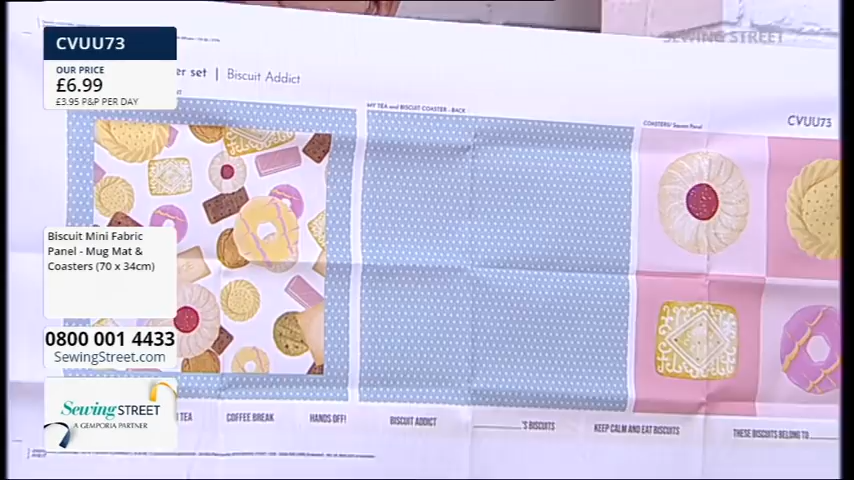 CVUU73
OUR PRICE
£6.99
£3.95 P&P PER DAY
SEWING STREET
er set | Biscuit Addict
MY TEA and BISCUIT COASTER - BACK
COASTERS/ Square Panel
CVUU73
Biscuit Mini Fabric
Panel - Mug Mat &
Coasters (70 x 34cm)
0800 001 4433
SewingStreet.com
Sewing STREET
A GEMPORIA PARTNER
TEA
COFFEE BREAK
HANDS OFF!
BISCUIT ADDICT
________'S BISCUITS
KEEP CALM AND EAT BISCUITS
THESE BISCUITS BELONG TO